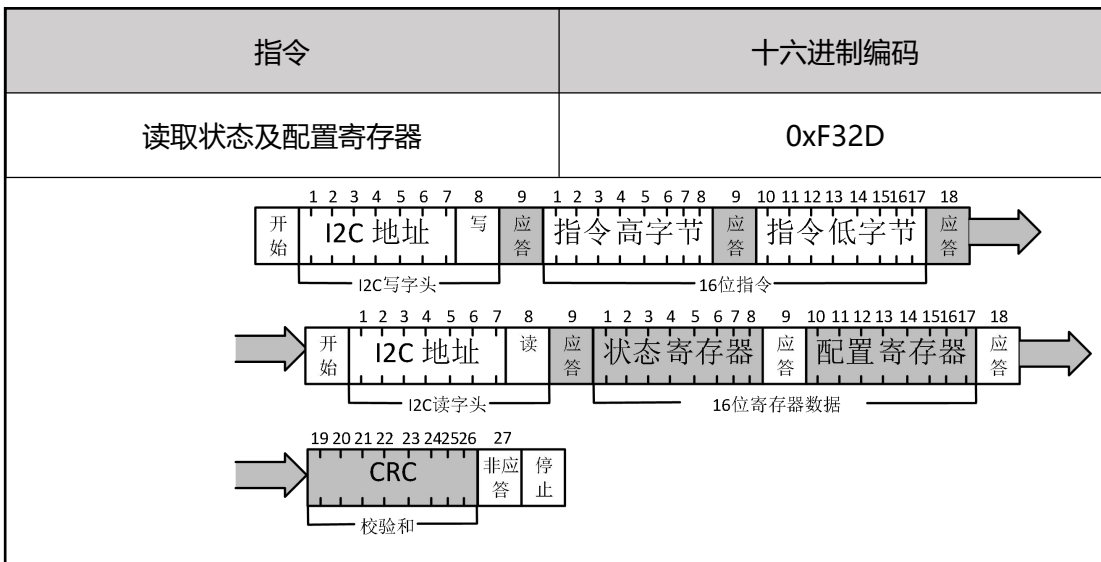 指令 十六进制编码
读取状态及配置寄存器 0xF32D
1 2 3 4 5 6 7 8 9 1 2 3 4 5 6 7 8 9 10 11 12 13 14 15 16 17 18
开始 I2C 地址 写 应答 指令高字节 应答 指令低字节 应答
I2C写字头 16位指令
1 2 3 4 5 6 7 8 9 1 2 3 4 5 6 7 8 9 10 11 12 13 14 15 16 17 18
开始 I2C 地址 读 应答 状态寄存器 应答 配置寄存器 应答
I2C读字头 16位寄存器数据
19 20 21 22 23 24 25 26 27
CRC 非应答 停止
校验和